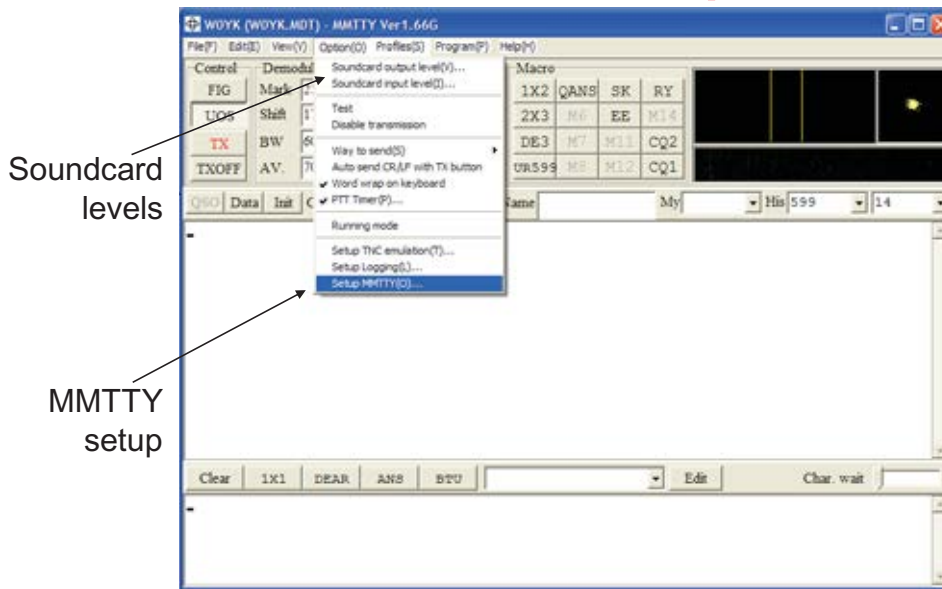 W0YK (W0YK.MDT) - MMTTY Ver1.66G
File(F) Edit(E) View(V) Option(O) Profiles(S) Program(P) Help(H)
Control Demodul
Macro
FIG
Mark
UOS
Shift
TX
BW
TXOFF
AV.
Soundcard output level(V)...
Soundcard input level(I)...
Test
Disable transmission
Way to send(S)
Auto send CR/LF with TX button
Word wrap on keyboard
PTT Timer(P)...
Running mode
Setup TNC emulation(T)...
Setup Logging(L)...
Setup MMTTY(O)...
1X2 QANS SK RY
2X3 M6 EE M14
DE3 M7 M11 CQ2
UR599 M8 M12 CQ1
QSO Data Init
Name My His 599 14
Soundcard
levels
MMTTY
setup
Clear 1X1 DEAR ANS BTU Edit Char. wait